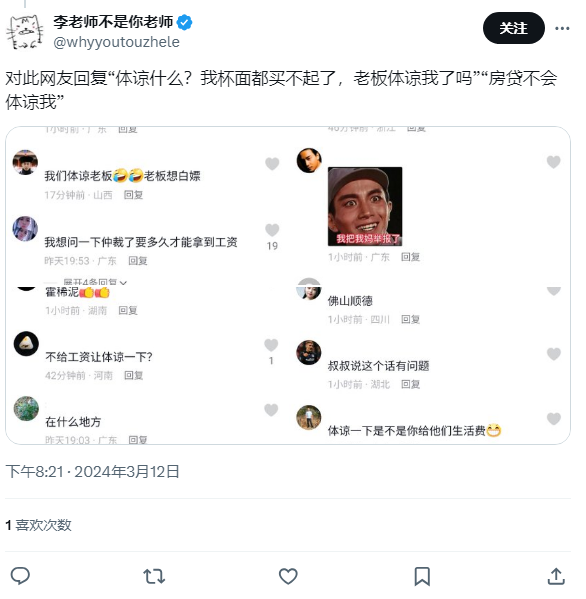 李老师不是你老师
@whyyoutouzhele
关注
对此网友回复“体谅什么？我杯面都买不起了，老板体谅我了吗”“房贷不会
体谅我”
1小时前 · 广东 回复
我们体谅老板🤣🤣老板想白嫖
17分钟前 · 山西 回复
我想问一下仲裁了要多久才能拿到工资
19
昨天19:53 · 广东 回复
展开4条回复
霍稀泥
1小时前 · 湖南 回复
不给工资让体谅一下?
1
42分钟前 · 河南 回复
在什么地方
昨天19:03 · 广东 回复
40分钟前 · 浙江 回复
我把我妈举报了
1小时前 · 广东 回复
佛山顺德
1小时前 · 四川 回复
叔叔说这个话有问题
1小时前 · 湖北 回复
体谅一下是不是你给他们生活费😁
下午8:21 · 2024年3月12日
1 喜欢次数